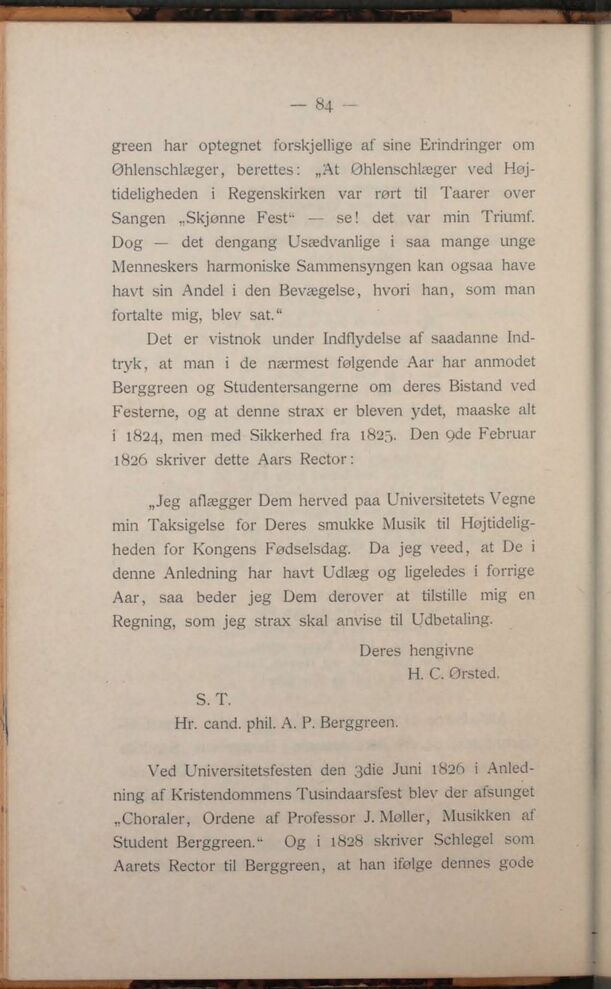 — 84 —
green har optegnet forskjellige af sine Erindringer om
Øhlenschlæger, berettes: „At Øhlenschlæger ved Høj-
tideligheden i Regenskirken var rørt til Taarer over
Sangen „Skjønne Fest“ — se! det var min Triumf.
Dog — det dengang Usædvanlige i saa mange unge
Menneskers harmoniske Sammensyngen kan ogsaa have
havt sin Andel i den Bevægelse, hvori han, som man
fortalte mig, blev sat.“
Det er vistnok under Indflydelse af saadanne Ind-
tryk, at man i de nærmest følgende Aar har anmodet
Berggreen og Studentersangerne om deres Bistand ved
Festerne, og at denne strax er bleven ydet, maaske alt
i 1824, men med Sikkerhed fra 1825. Den 9de Februar
1826 skriver dette Aars Rector:
„Jeg aflægger Dem herved paa Universitetets Vegne
min Taksigelse for Deres smukke Musik til Højtidelig-
heden for Kongens Fødselsdag. Da jeg veed, at De i
denne Anledning har havt Udlæg og ligeledes i forrige
Aar, saa beder jeg Dem derover at tilstille mig en
Regning, som jeg strax skal anvise til Udbetaling.
Deres hengivne
H. C. Ørsted.
S. T.
Hr. cand. phil. A. P. Berggreen.
Ved Universitetsfesten den 3die Juni 1826 i Anled-
ning af Kristendommens Tusindaarsfest blev der afsunget
„Choraler, Ordene af Professor J. Møller, Musikken af
Student Berggreen.“ Og i 1828 skriver Schlegel som
Aarets Rector til Berggreen, at han ifølge dennes gode